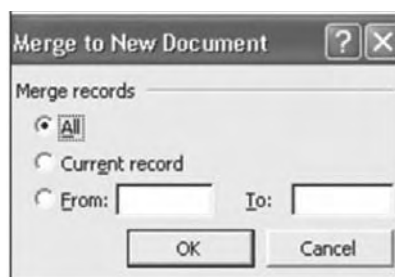 Merge to New Document
Merge records
All
Current record
From: To:
OK Cancel